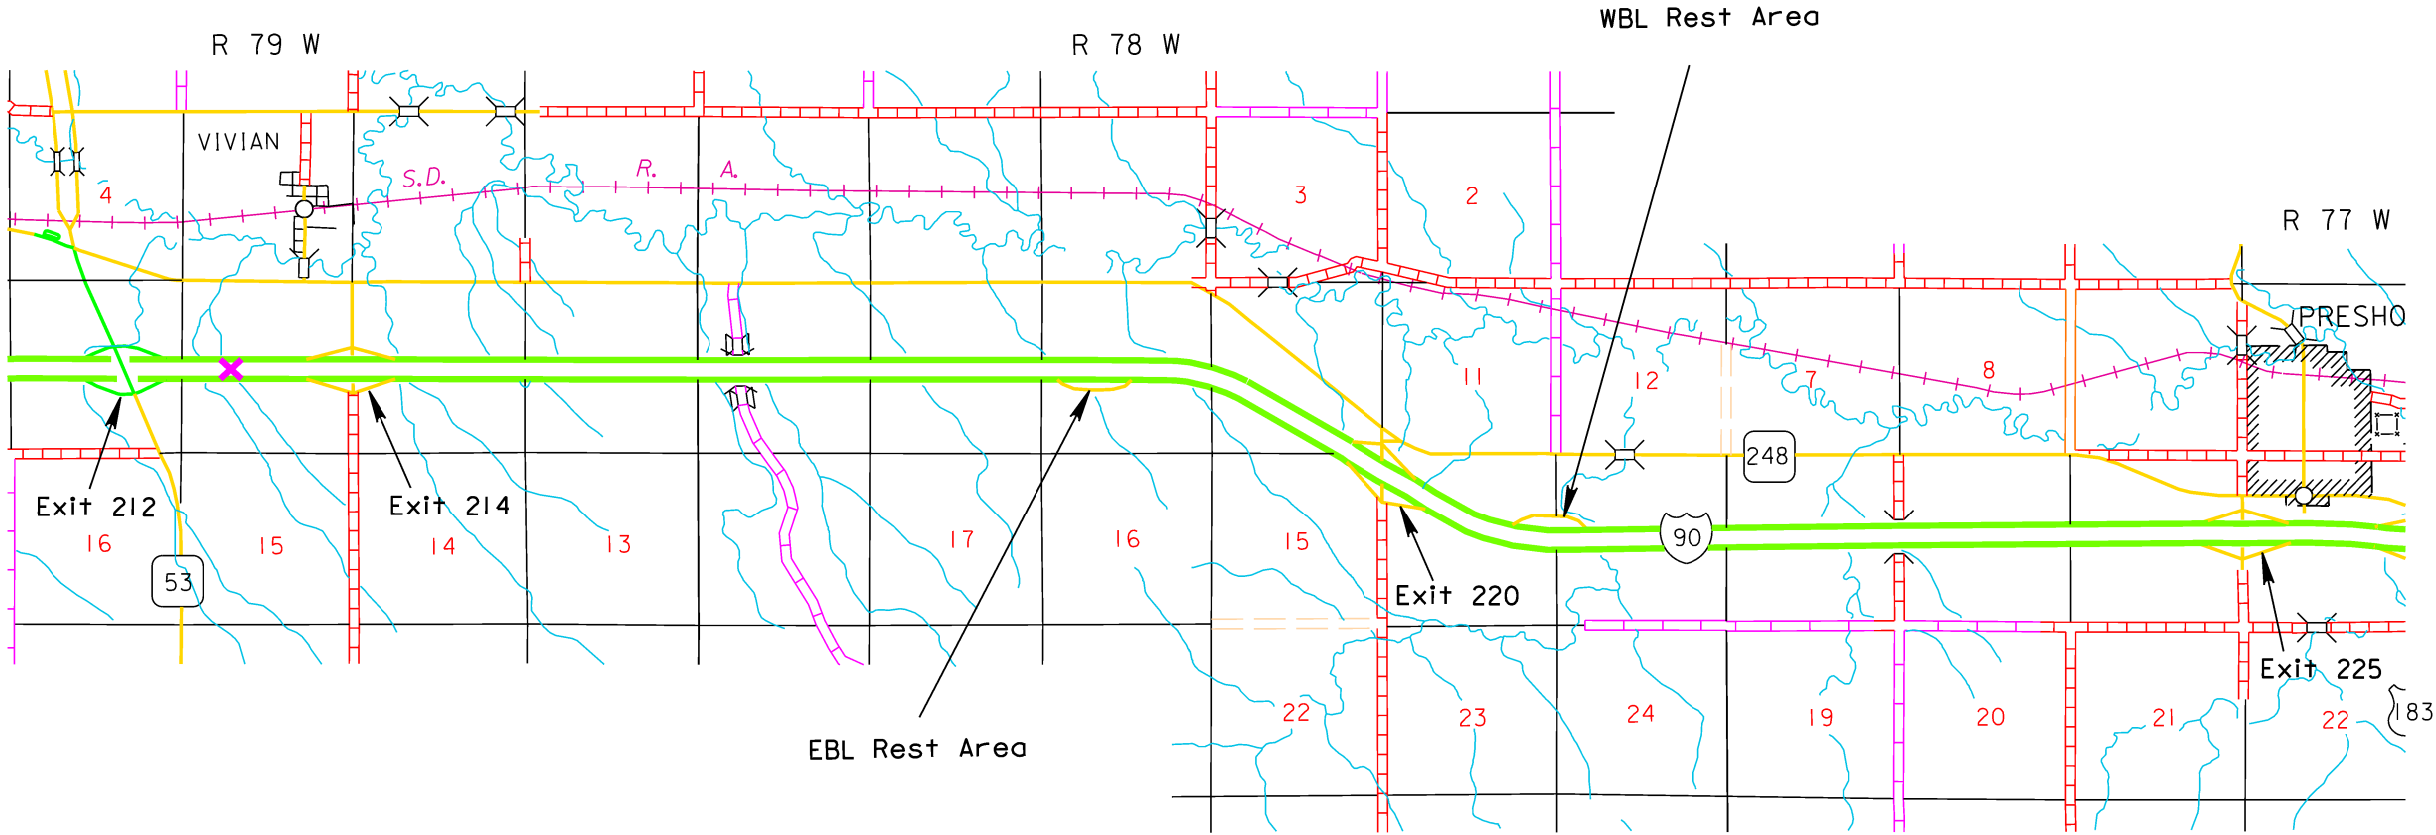 WBL Rest Area
R 79 W
R 78 W
VIVIAN
S.D. R. A.
4
3
2
R 77 W
PRESHO
11
12
7
8
248
Exit 212
Exit 214
16
15
14
13
17
16
15
90
53
Exit 220
Exit 225
22
23
24
19
20
21
22
183
EBL Rest Area